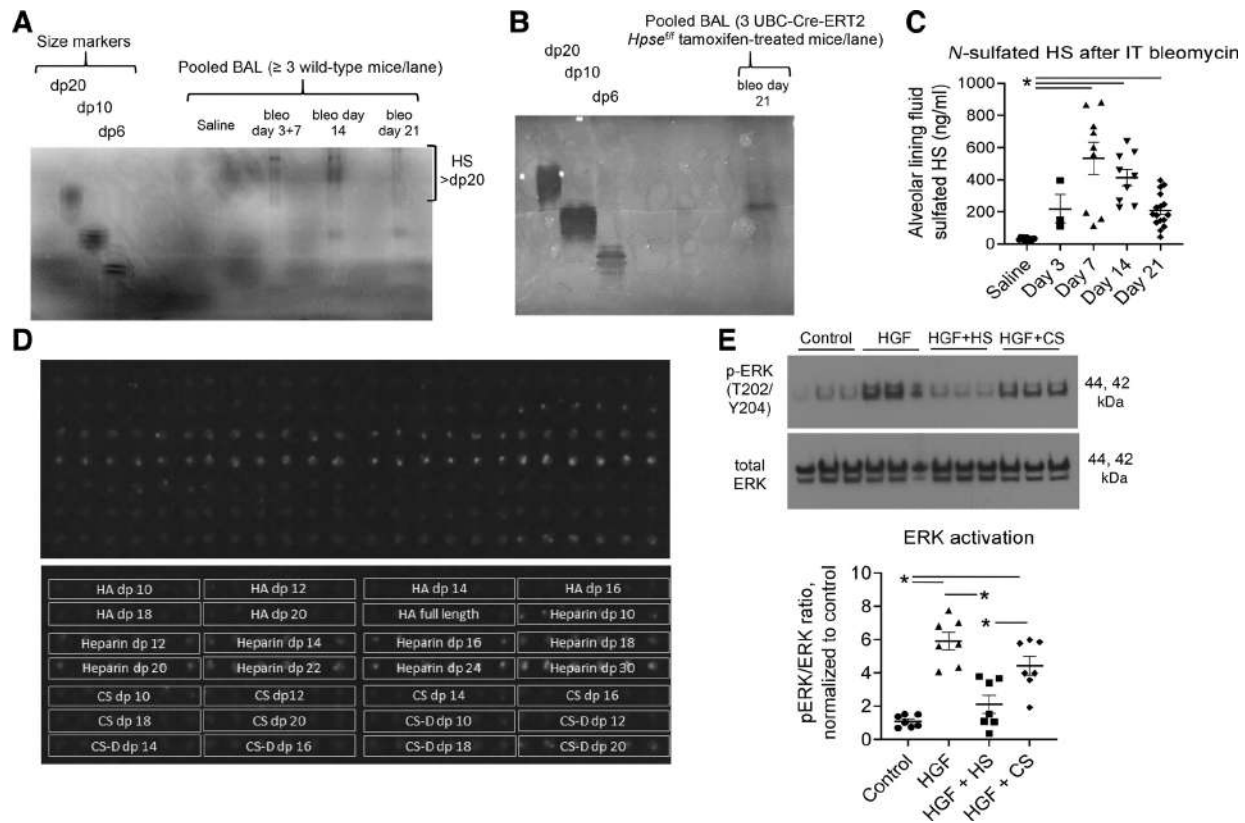 A
Size markers
dp20
dp10
dp6
Pooled BAL (≥ 3 wild-type mice/lane)
Saline
bleo
day 3+7
bleo day
14
bleo
day 21
HS
>dp20
B
dp20
dp10
dp6
Pooled BAL (3 UBC-Cre-ERT2
Hpse^f/f tamoxifen-treated mice/lane)
bleo day
21
C
N-sulfated HS after IT bleomycin
Alveolar lining fluid
sulfated HS (ng/ml)
1000
800
600
400
200
0
*
Saline
Day 3
Day 7
Day 14
Day 21
D
HA dp 10 HA dp 12 HA dp 14 HA dp 16
HA dp 18 HA dp 20 HA full length Heparin dp 10
Heparin dp 12 Heparin dp 14 Heparin dp 16 Heparin dp 18
Heparin dp 20 Heparin dp 22 Heparin dp 24 Heparin dp 30
CS dp 10 CS dp12 CS dp 14 CS dp 16
CS dp 18 CS dp 20 CS-D dp 10 CS-D dp 12
CS-D dp 14 CS-D dp 16 CS-D dp 18 CS-D dp 20
E
Control HGF HGF+HS HGF+CS
p-ERK
(T202/
Y204)
44, 42
kDa
total
ERK
44, 42
kDa
ERK activation
pERK/ERK ratio,
normalized to control
10
8
6
4
2
0
*
*
*
Control
HGF
HGF + HS
HGF + CS